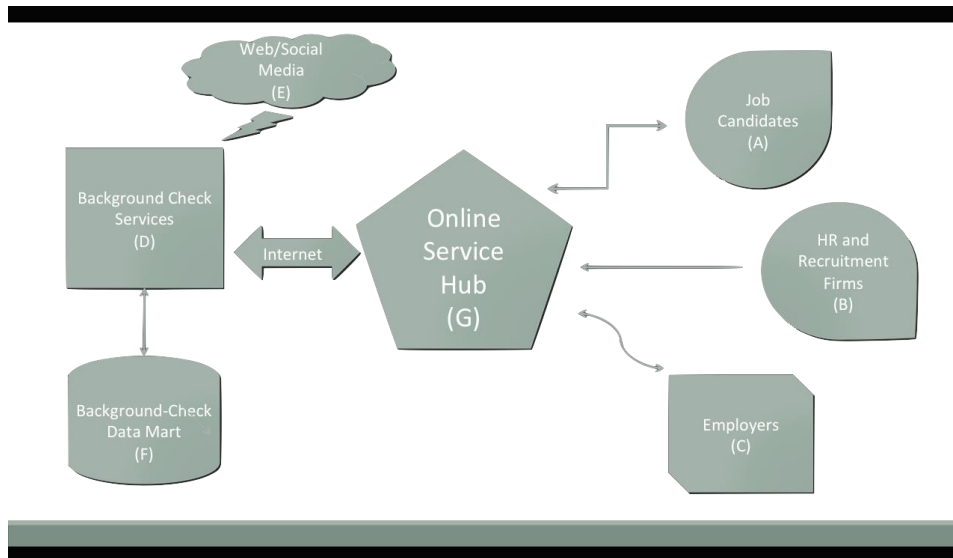 Web/Social
Media
(E)
Job
Candidates
(A)
Background Check
Services
(D)
Online
Service
Hub
(G)
Internet
HR and
Recruitment
Firms
(B)
Background-Check
Data Mart
(F)
Employers
(C)